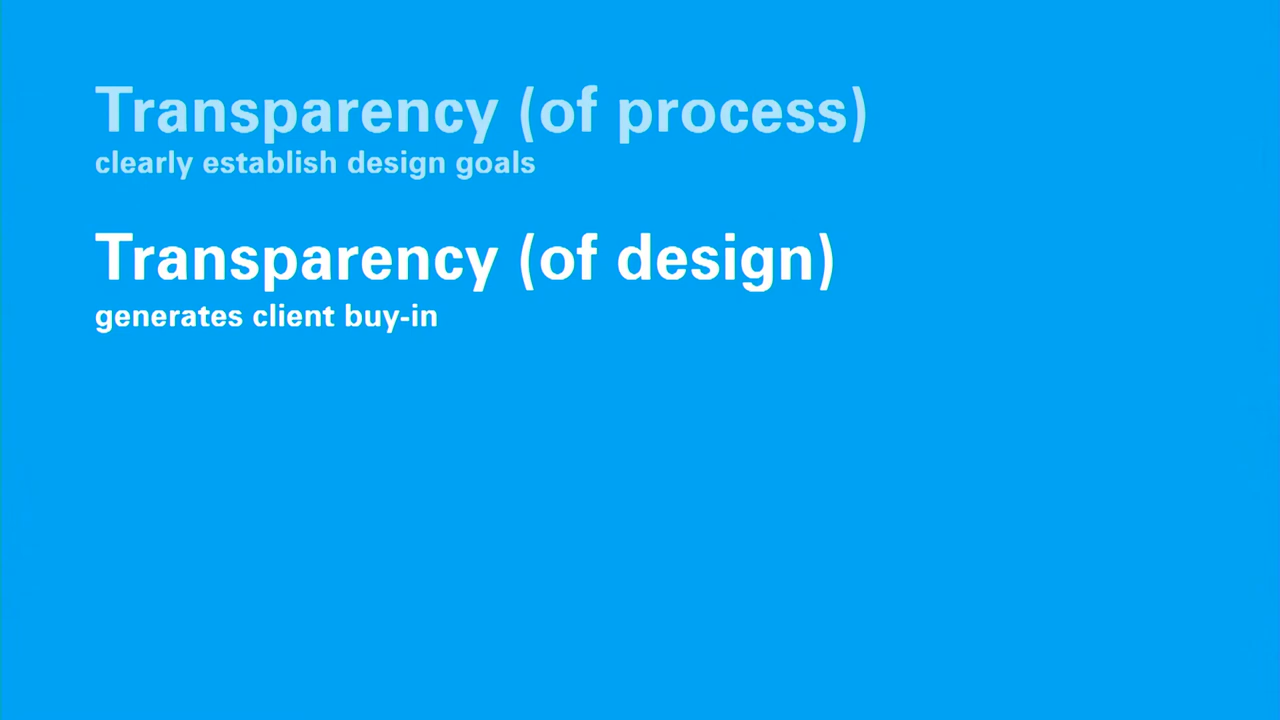 Transparency (of process)
clearly establish design goals
Transparency (of design)
generates client buy-in